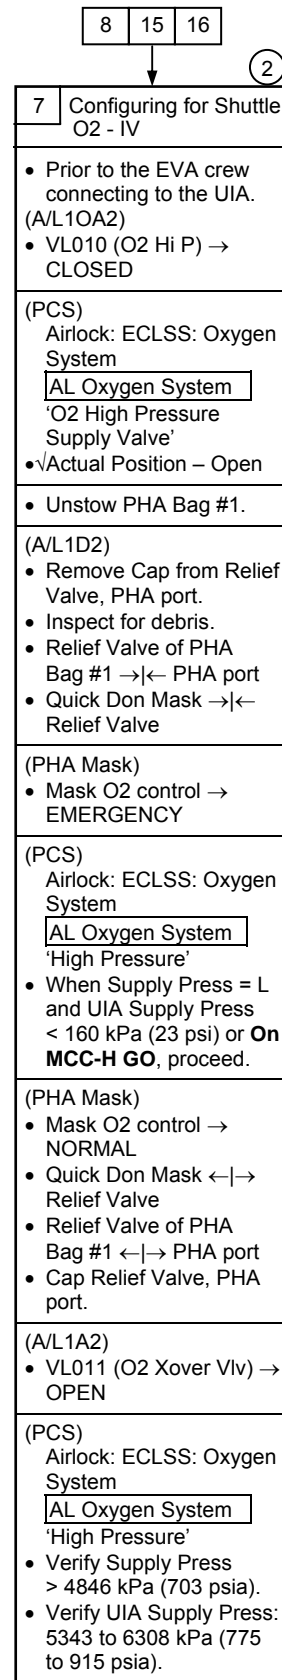 8 15 16
2
7 Configuring for Shuttle
O2 - IV
• Prior to the EVA crew
connecting to the UIA.
(A/L1OA2)
• VL010 (O2 Hi P) →
CLOSED
(PCS)
Airlock: ECLSS: Oxygen
System
AL Oxygen System
‘O2 High Pressure
Supply Valve’
•√Actual Position – Open
• Unstow PHA Bag #1.
(A/L1D2)
• Remove Cap from Relief
Valve, PHA port.
• Inspect for debris.
• Relief Valve of PHA
Bag #1 →|← PHA port
• Quick Don Mask →|←
Relief Valve
(PHA Mask)
• Mask O2 control →
EMERGENCY
(PCS)
Airlock: ECLSS: Oxygen
System
AL Oxygen System
‘High Pressure’
• When Supply Press = L
and UIA Supply Press
< 160 kPa (23 psi) or On
MCC-H GO, proceed.
(PHA Mask)
• Mask O2 control →
NORMAL
• Quick Don Mask ←|→
Relief Valve
• Relief Valve of PHA
Bag #1 ←|→ PHA port
• Cap Relief Valve, PHA
port.
(A/L1A2)
• VL011 (O2 Xover Vlv) →
OPEN
(PCS)
Airlock: ECLSS: Oxygen
System
AL Oxygen System
‘High Pressure’
• Verify Supply Press
> 4846 kPa (703 psia).
• Verify UIA Supply Press:
5343 to 6308 kPa (775
to 915 psia).